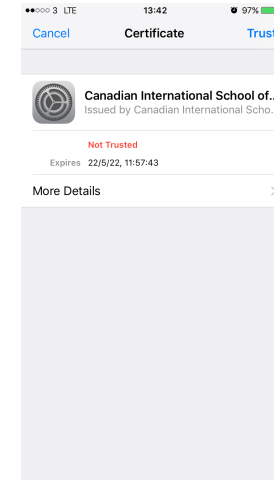 3 LTE 13:42 97%
Cancel Certificate Trust
Canadian International School of...
Issued by Canadian International Scho...
Not Trusted
Expires 22/5/22, 11:57:43
More Details